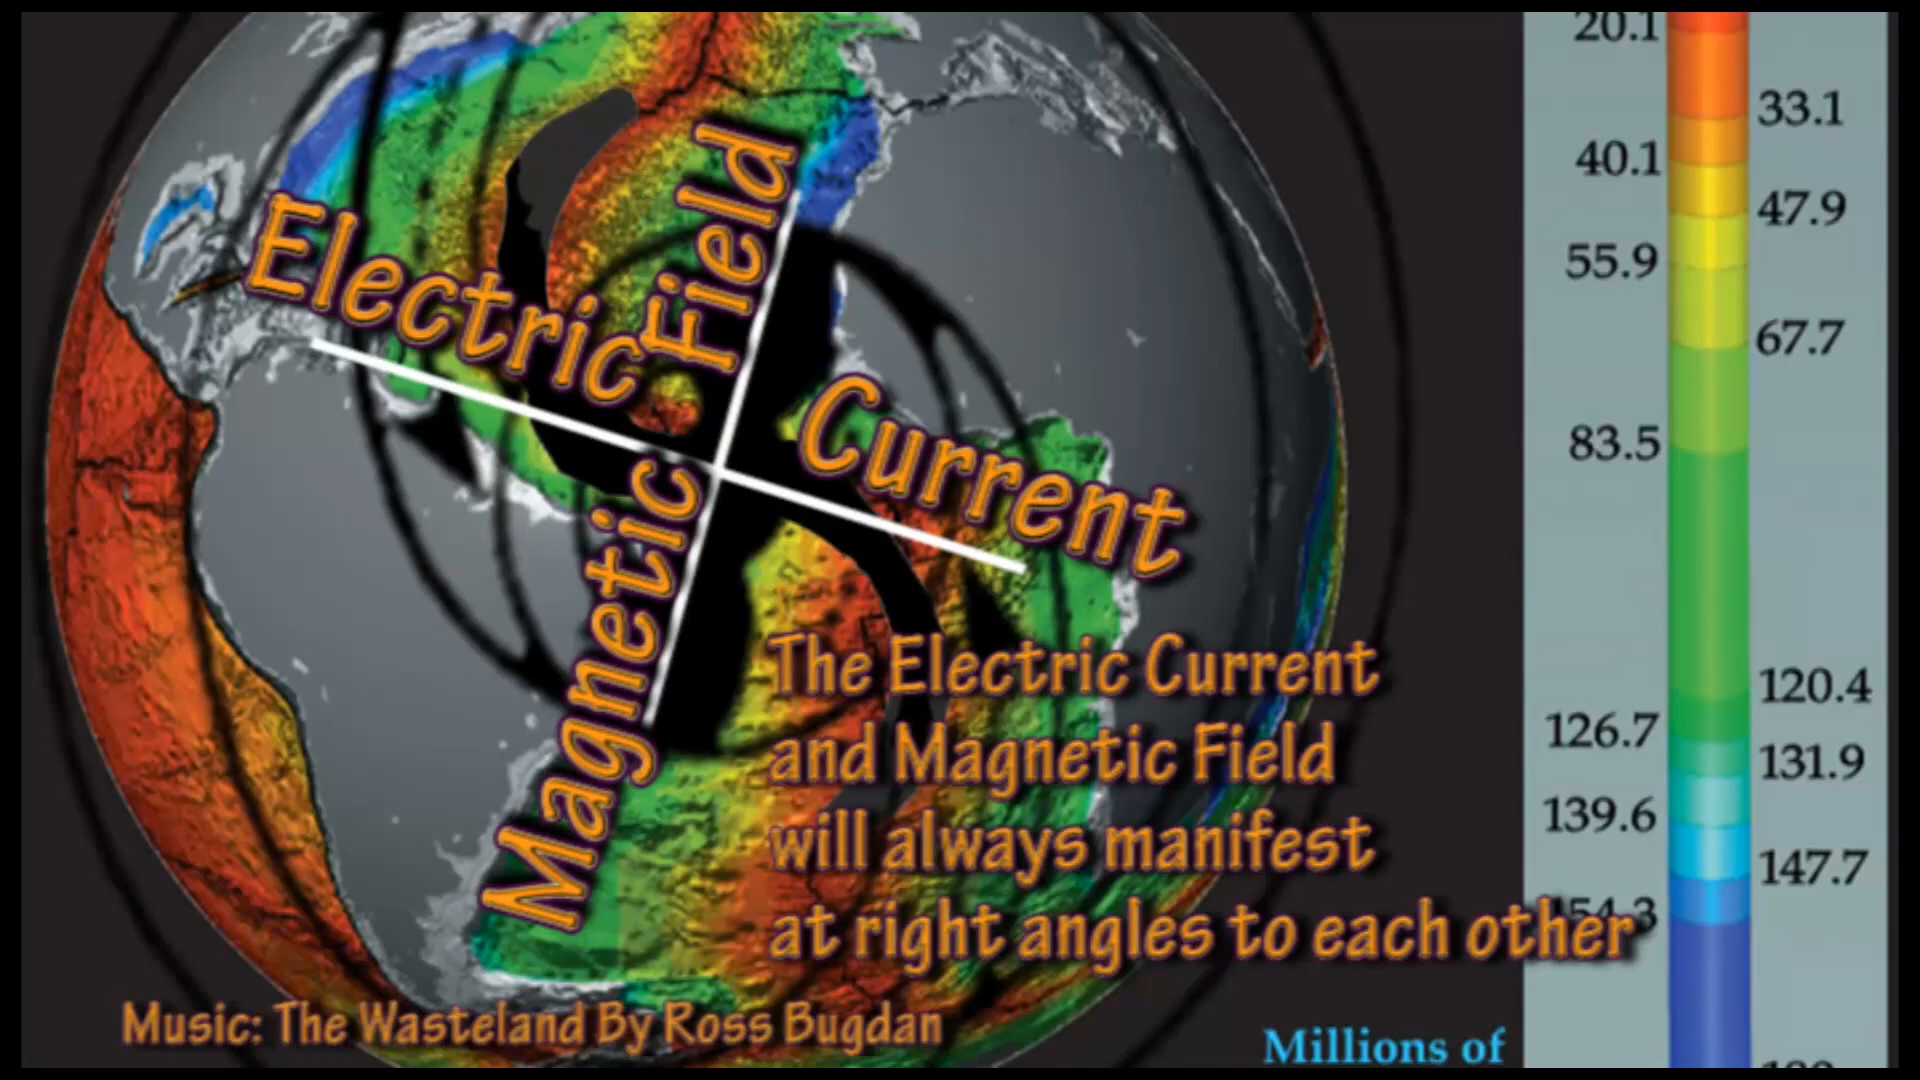 20.1
33.1
40.1
47.9
55.9
67.7
83.5
120.4
126.7
131.9
139.6
147.7
154.3
Electric Current
Magnetic Field
The Electric Current
and Magnetic Field
will always manifest
at right angles to each other
Music: The Wasteland By Ross Bugdan
Millions of